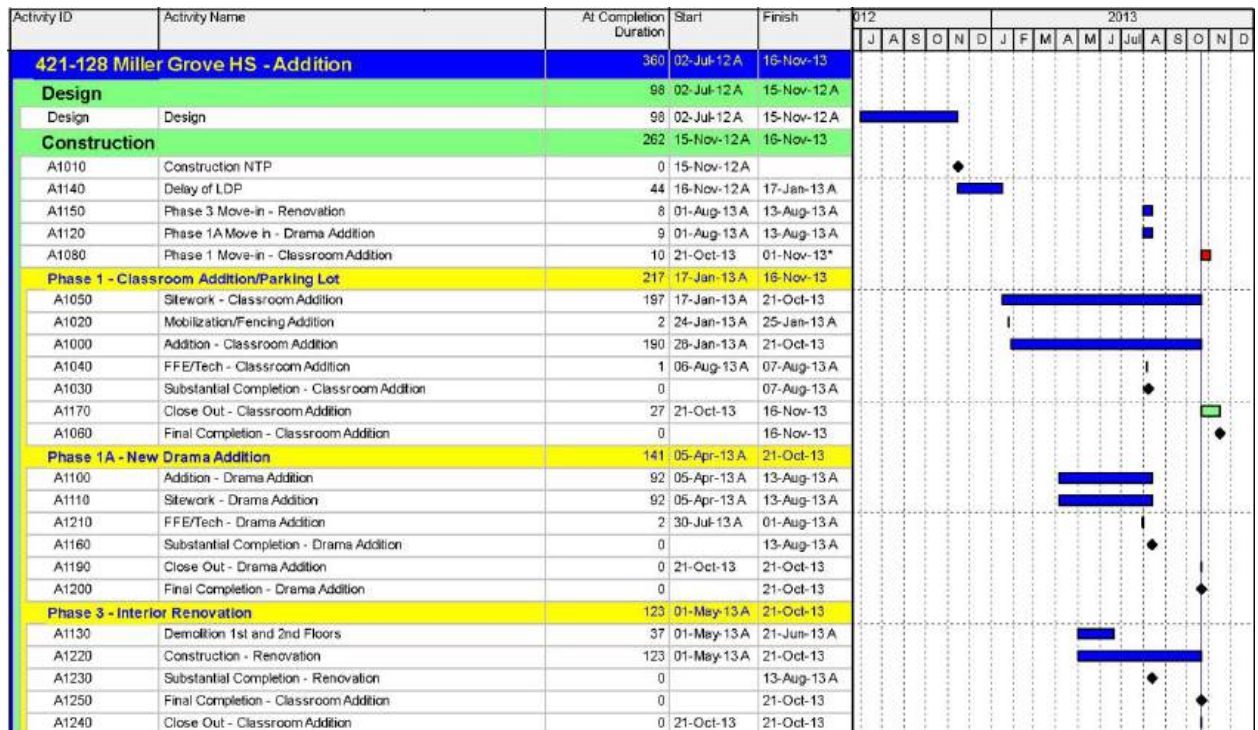 Activity ID Activity Name At Completion Duration Start Finish 012 2013
J A S O N D J F M A M J Jul A S O N D
421-128 Miller Grove HS - Addition 360 02-Jul-12 A 16-Nov-13
Design 98 02-Jul-12 A 15-Nov-12 A
Design Design 98 02-Jul-12 A 15-Nov-12 A
Construction 262 15-Nov-12 A 16-Nov-13
A1010 Construction NTP 0 15-Nov-12 A
A1140 Delay of LDP 44 16-Nov-12 A 17-Jan-13 A
A1150 Phase 3 Move-in - Renovation 8 01-Aug-13 A 13-Aug-13 A
A1120 Phase 1A Move in - Drama Addition 9 01-Aug-13 A 13-Aug-13 A
A1080 Phase 1 Move-in - Classroom Addition 10 21-Oct-13 01-Nov-13*
Phase 1 - Classroom Addition/Parking Lot 217 17-Jan-13 A 16-Nov-13
A1050 Sitework - Classroom Addition 197 17-Jan-13 A 21-Oct-13
A1020 Mobilization/Fencing Addition 2 24-Jan-13 A 25-Jan-13 A
A1000 Addition - Classroom Addition 190 28-Jan-13 A 21-Oct-13
A1040 FFE/Tech - Classroom Addition 1 06-Aug-13 A 07-Aug-13 A
A1030 Substantial Completion - Classroom Addition 0 07-Aug-13 A
A1170 Close Out - Classroom Addition 27 21-Oct-13 16-Nov-13
A1060 Final Completion - Classroom Addition 0 16-Nov-13
Phase 1A - New Drama Addition 141 05-Apr-13 A 21-Oct-13
A1100 Addition - Drama Addition 92 05-Apr-13 A 13-Aug-13 A
A1110 Sitework - Drama Addition 92 05-Apr-13 A 13-Aug-13 A
A1210 FFE/Tech - Drama Addition 2 30-Jul-13 A 01-Aug-13 A
A1160 Substantial Completion - Drama Addition 0 13-Aug-13 A
A1190 Close Out - Drama Addition 0 21-Oct-13 21-Oct-13
A1200 Final Completion - Drama Addition 0 21-Oct-13
Phase 3 - Interior Renovation 123 01-May-13 A 21-Oct-13
A1130 Demolition 1st and 2nd Floors 37 01-May-13 A 21-Jun-13 A
A1220 Construction - Renovation 123 01-May-13 A 21-Oct-13
A1230 Substantial Completion - Renovation 0 13-Aug-13 A
A1250 Final Completion - Classroom Addition 0 21-Oct-13
A1240 Close Out - Classroom Addition 0 21-Oct-13 21-Oct-13